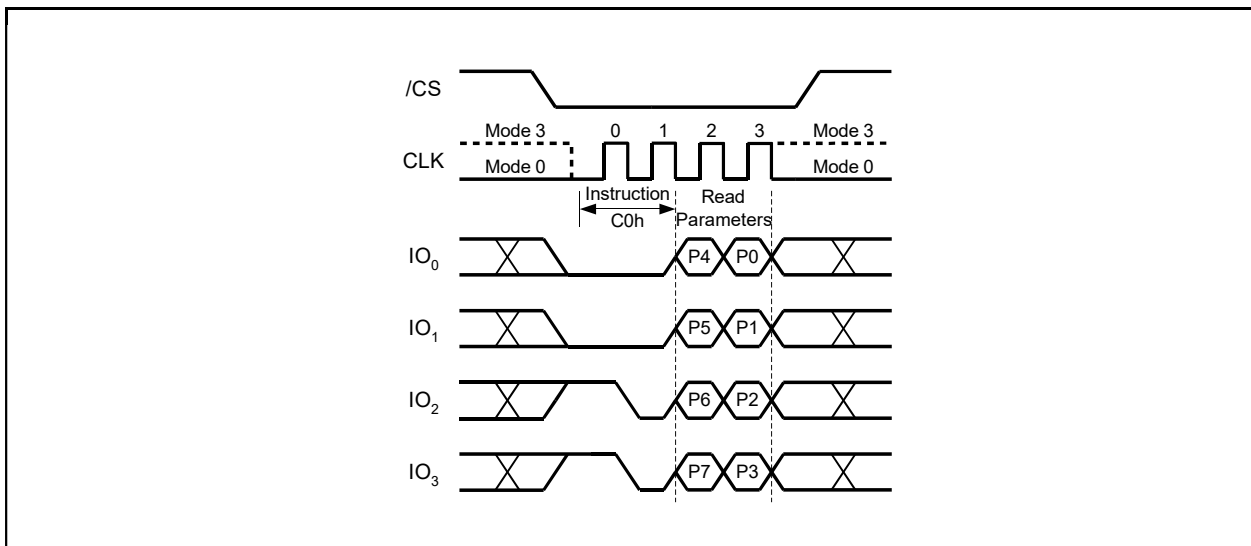 /CS
Mode 3 0 1 2 3 Mode 3
CLK
Mode 0 Mode 0
Instruction Read
C0h Parameters
IO0 P4 P0
IO1 P5 P1
IO2 P6 P2
IO3 P7 P3